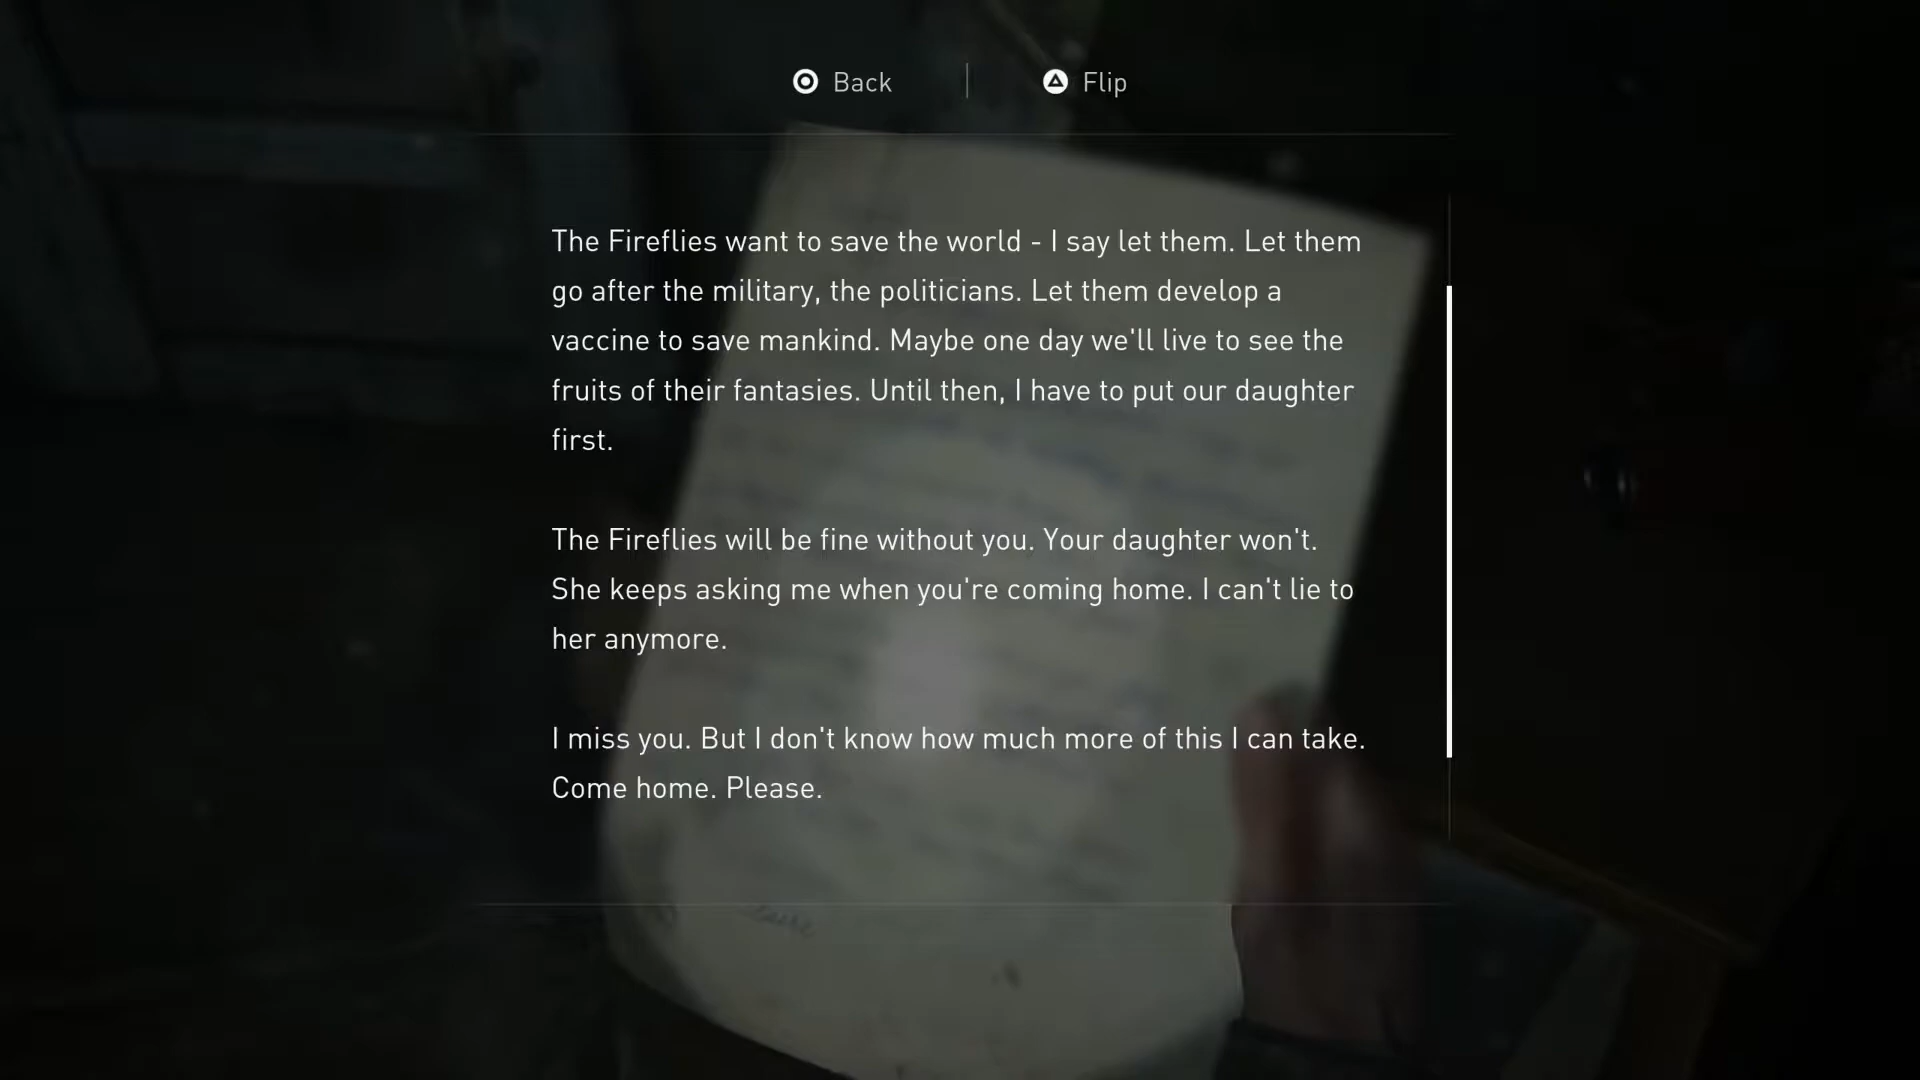 Back
Flip
The Fireflies want to save the world - I say let them. Let them
go after the military, the politicians. Let them develop a
vaccine to save mankind. Maybe one day we'll live to see the
fruits of their fantasies. Until then, I have to put our daughter
first.
The Fireflies will be fine without you. Your daughter won't.
She keeps asking me when you're coming home. I can't lie to
her anymore.
I miss you. But I don't know how much more of this I can take.
Come home. Please.